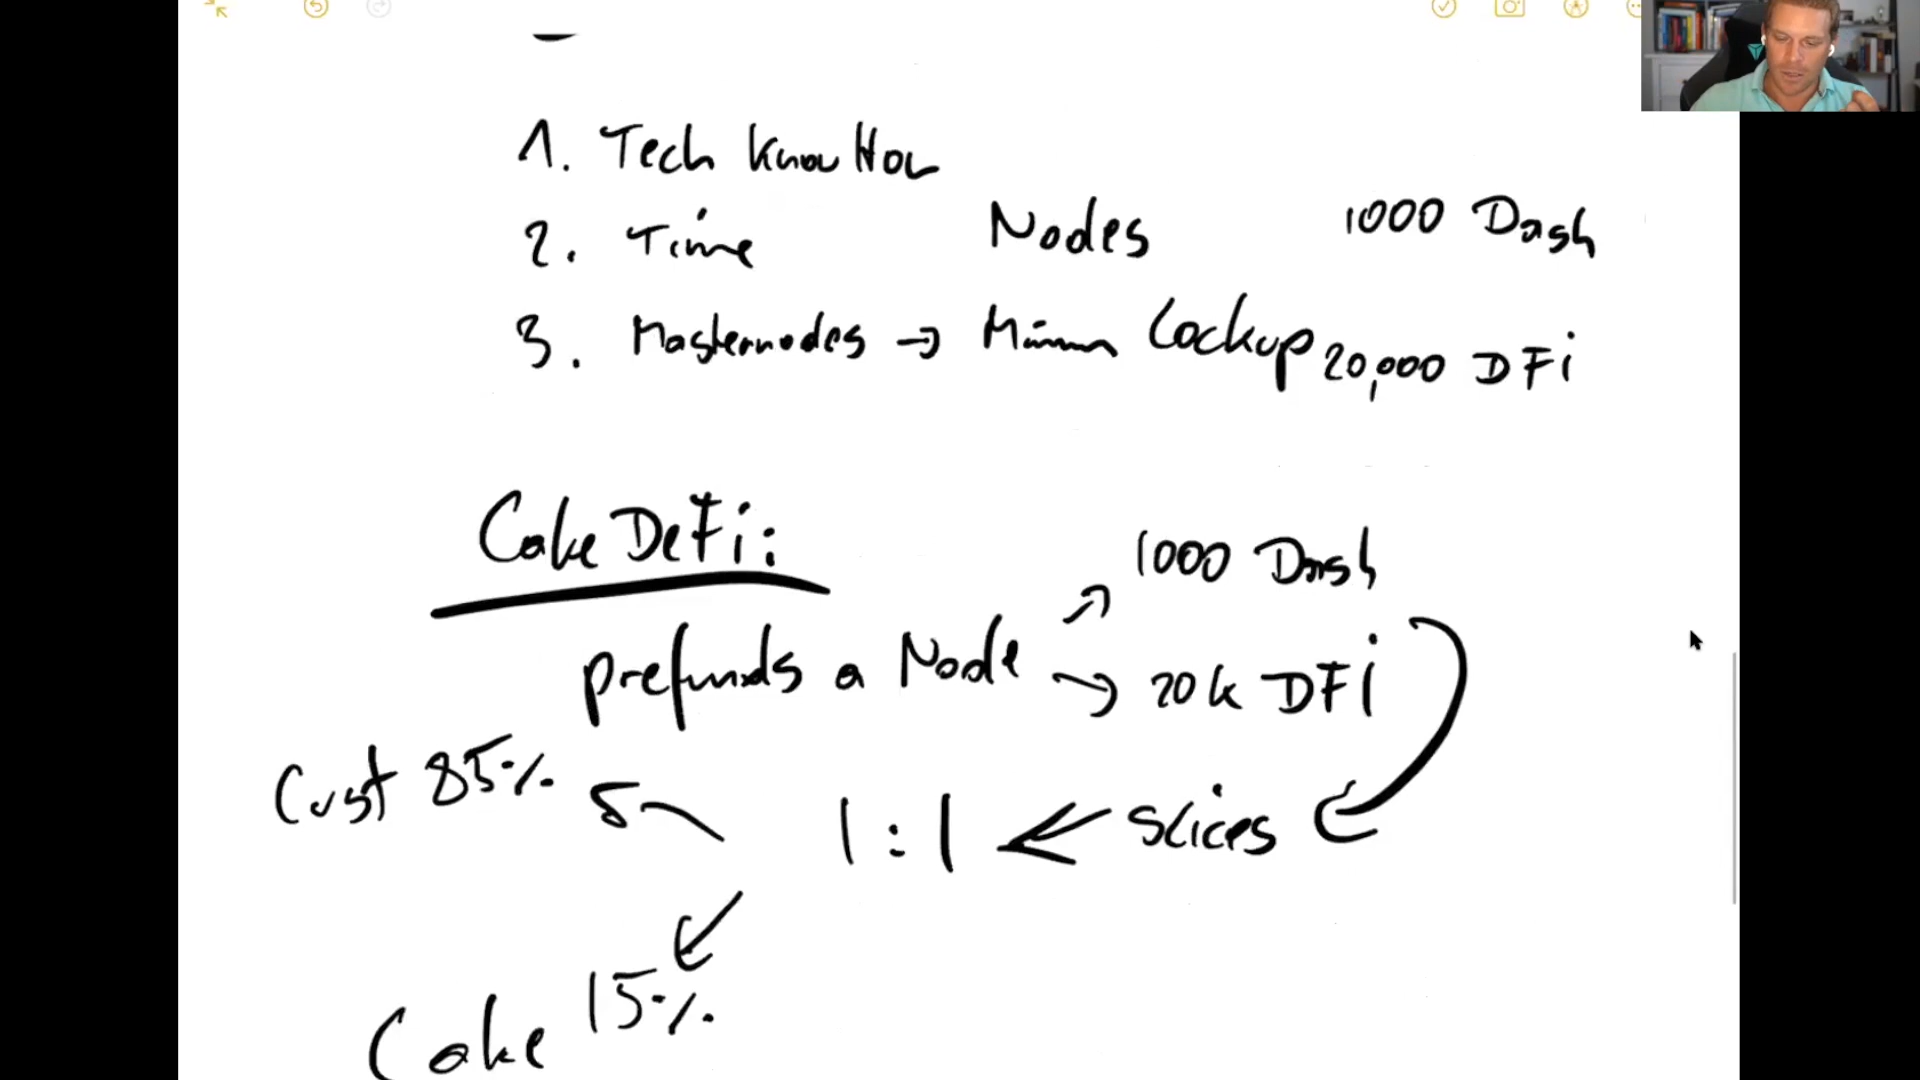 1. Tech Know How
2. Time
Nodes
1000 Dash
3. Masternodes → Minimum Lockup 20,000 DFi
Cake DeFi:
prefunds a Node
1000 Dash
20k DFi
Cust 85%
1:1 ← Slices
Cake 15%